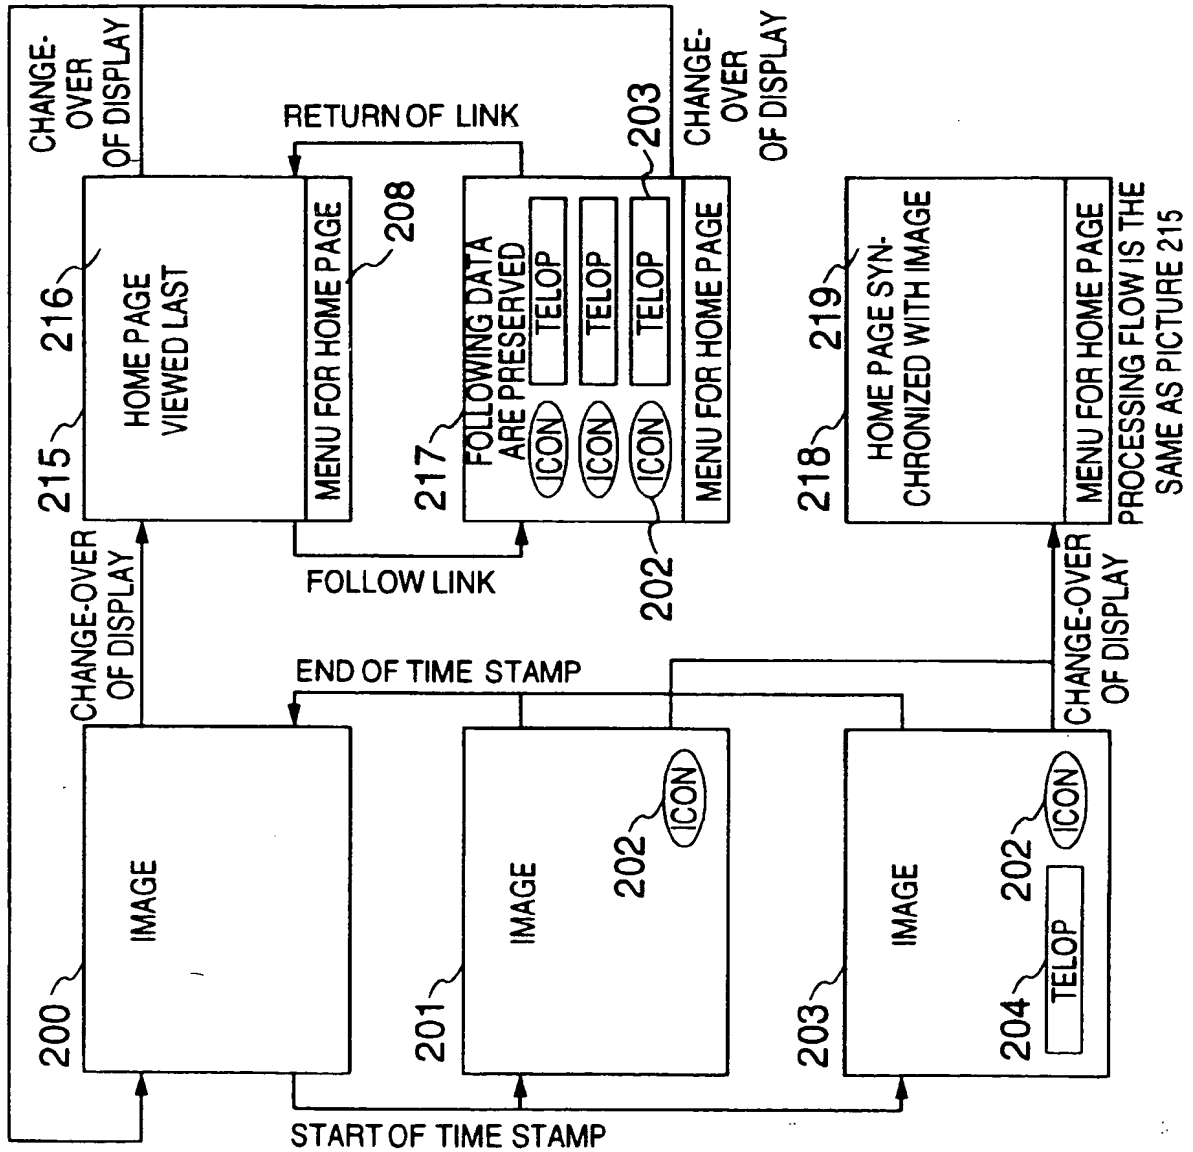 CHANGE-
OVER
OF DISPLAY
216
215
HOME PAGE
VIEWED LAST
MENU FOR HOME PAGE
208
CHANGE-OVER
OF DISPLAY
200
IMAGE
RETURN OF LINK
FOLLOW LINK
START OF TIME STAMP
END OF TIME STAMP
201
IMAGE
202
ICON
217
FOLLOWING DATA
ARE PRESERVED
ICON
TELOP
ICON
TELOP
ICON
TELOP
202
203
MENU FOR HOME PAGE
CHANGE-
OVER
OF DISPLAY
203
IMAGE
204
TELOP
202
ICON
CHANGE-OVER
OF DISPLAY
218
219
HOME PAGE SYN-
CHRONIZED WITH IMAGE
MENU FOR HOME PAGE
PROCESSING FLOW IS THE
SAME AS PICTURE 215